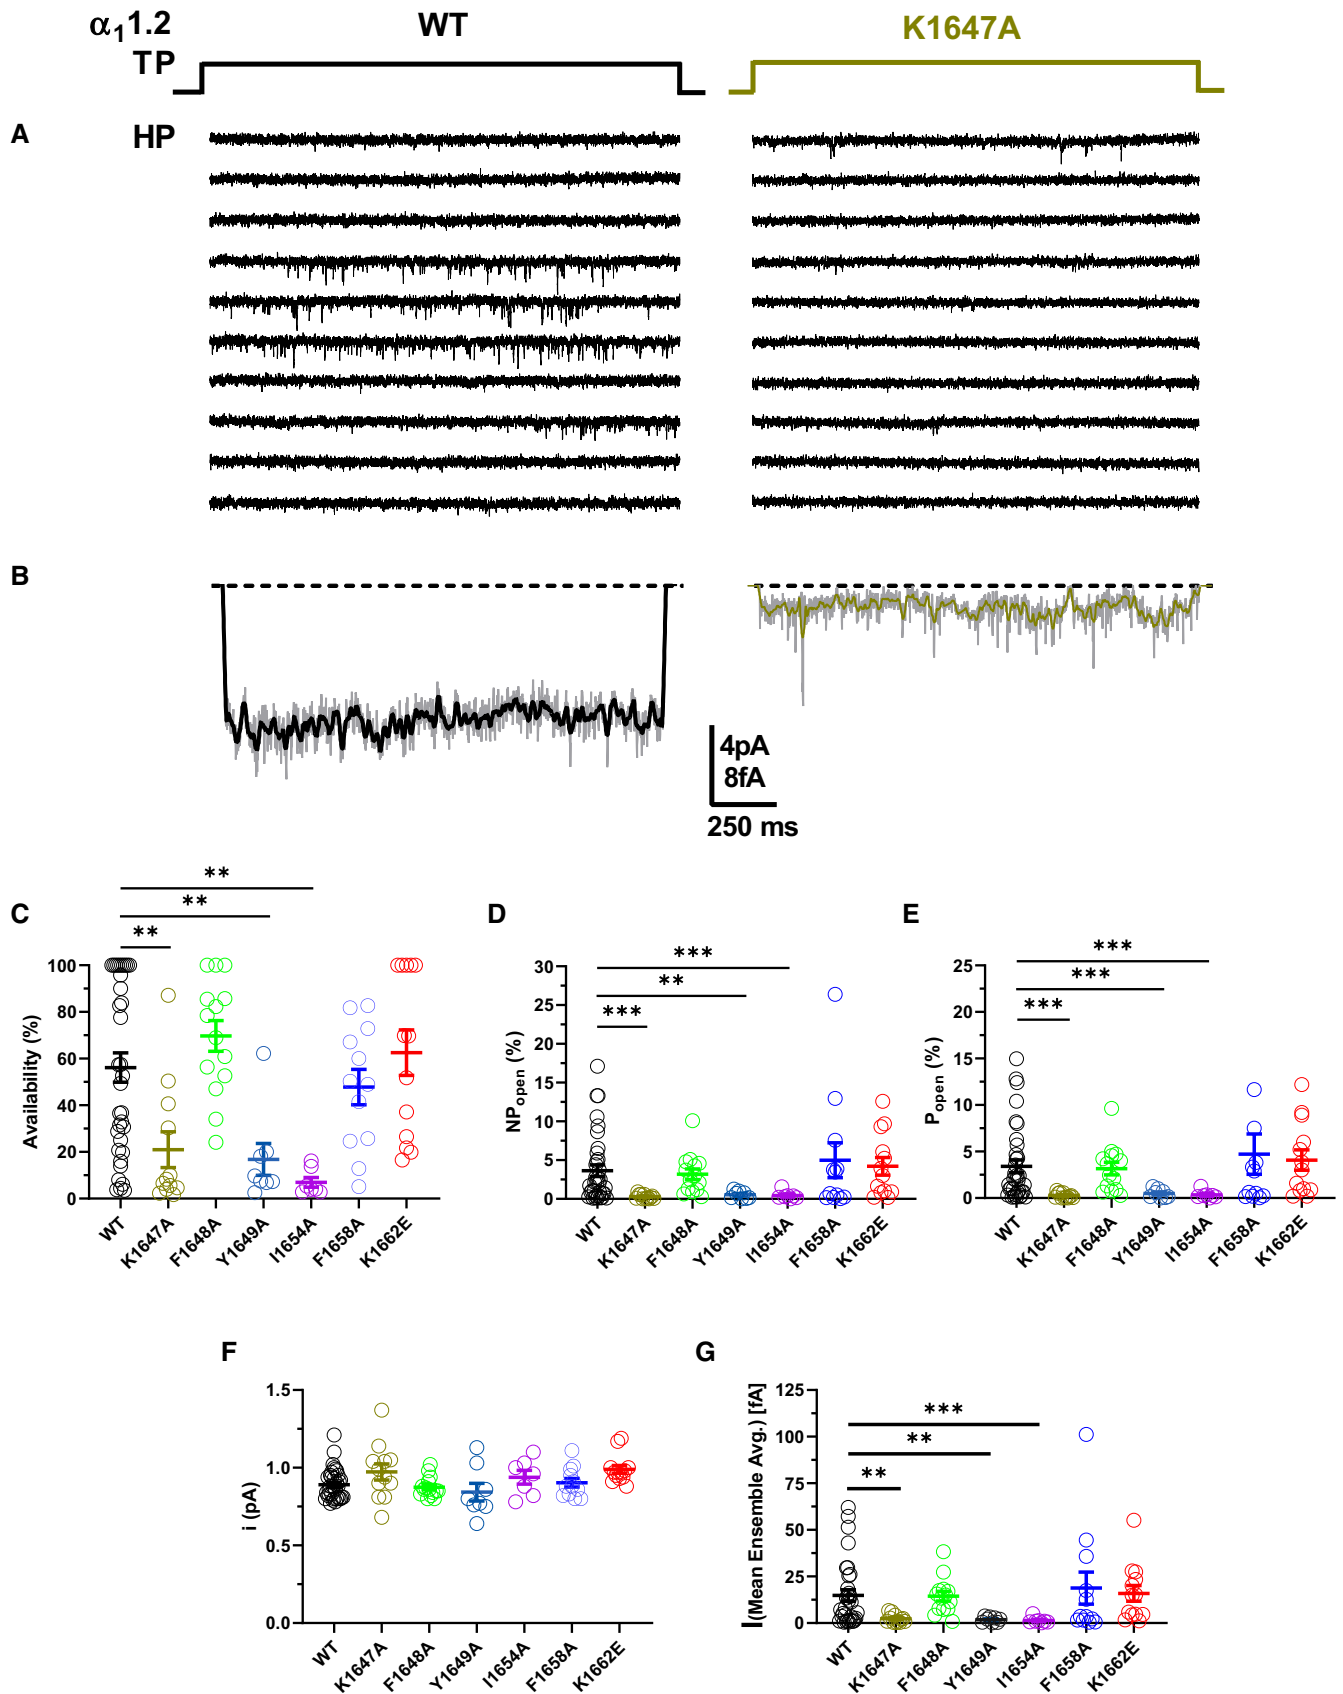 α₁1.2 WT K1647A
TP
A HP
B
4pA
8fA
250 ms
C
**
**
**
Availability (%)
100
80
60
40
20
0
WT K1647A F1648A Y1649A I1654A F1658A K1662E
D
***
**
***
NPopen (%)
30
25
20
15
10
5
0
WT K1647A F1648A Y1649A I1654A F1658A K1662E
E
***
***
***
Popen (%)
25
20
15
10
5
0
WT K1647A F1648A Y1649A I1654A F1658A K1662E
F
i (pA)
1.5
1.0
0.5
0.0
WT K1647A F1648A Y1649A I1654A F1658A K1662E
G
***
**
**
I(Mean Ensemble Avg.) [fA]
125
100
75
50
25
0
WT K1647A F1648A Y1649A I1654A F1658A K1662E